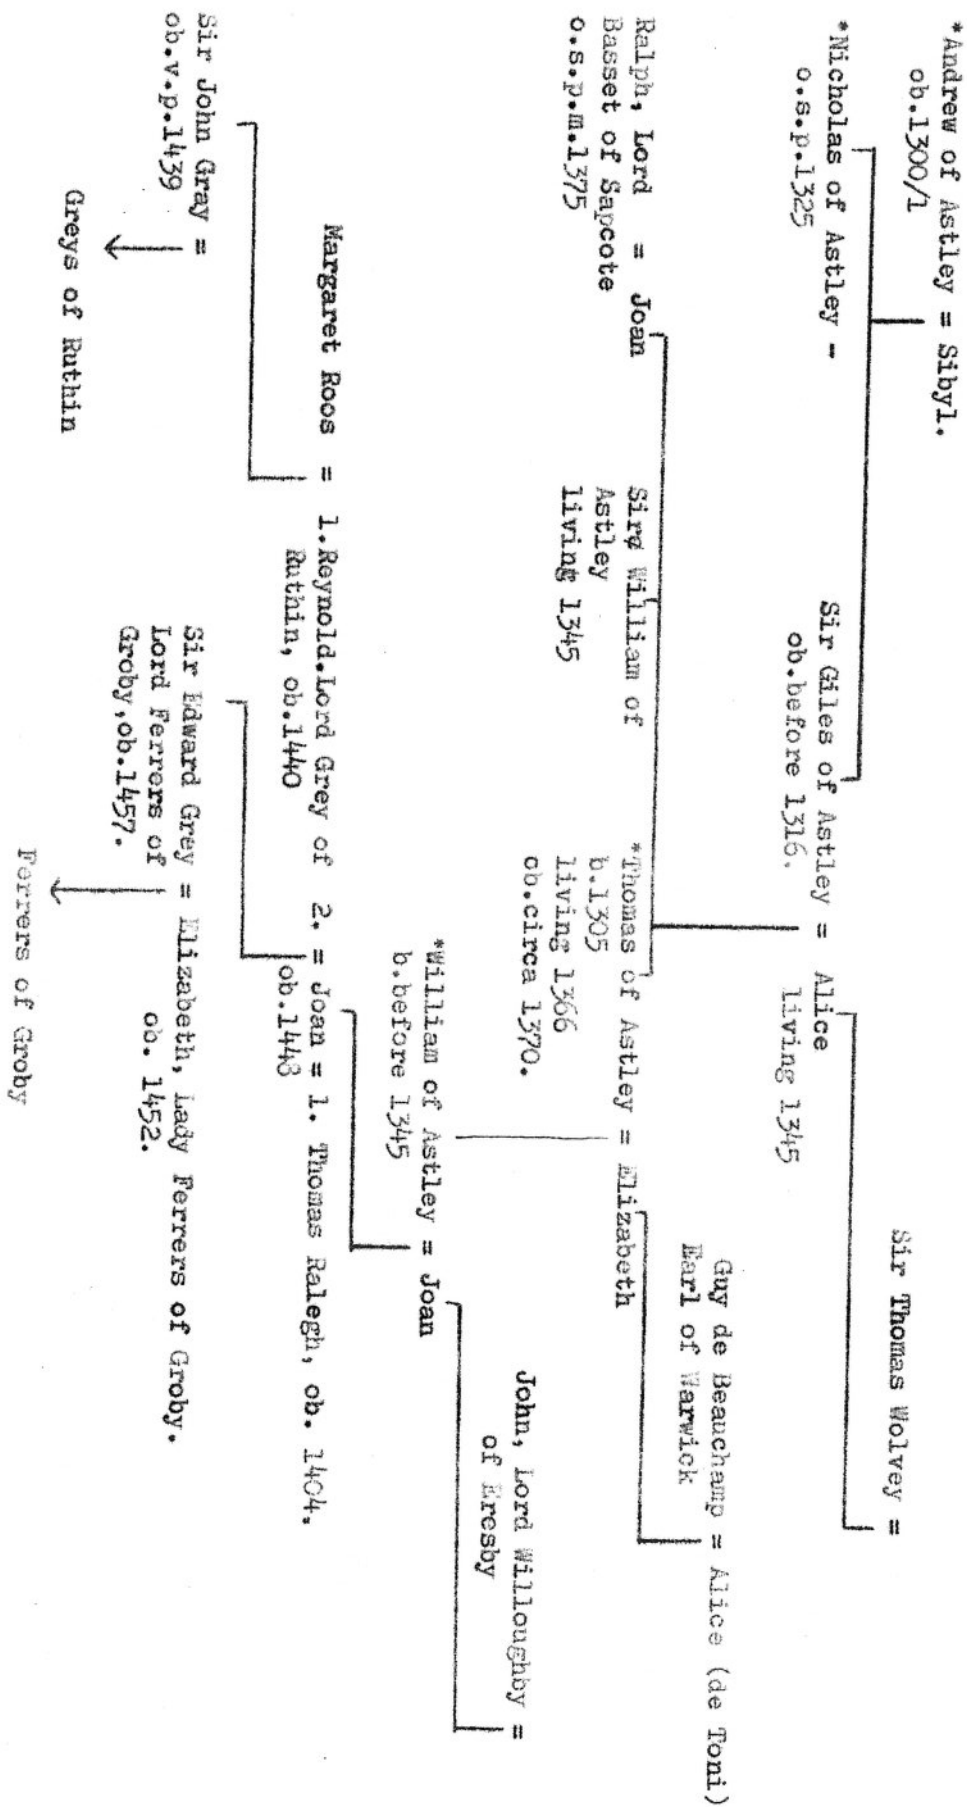 *Andrew of Astley = Sibyl.
ob.1300/1
Sir Thomas Wolvey =
*Nicholas of Astley -
o.s.p.1325
Sir Giles of Astley = Alice
ob.before 1316.
living 1345
Guy de Beauchamp = Alice (de Toni)
Earl of Warwick
Ralph, Lord = Joan
Basset of Sapcote
o.s.p.m.1375
Sir William of
Astley
living 1345
*Thomas of Astley = Elizabeth
b.1305
living 1366
ob.circa 1370.
John, Lord Willoughby =
of Eresby
*William of Astley = Joan
b.before 1345
Margaret Roos = 1.Reynold.Lord Grey of 2. = Joan = 1. Thomas Ralegh, ob. 1404.
Ruthin, ob.1440
ob.1448
Sir John Gray =
ob.v.p.1439
Sir Edward Grey = Elizabeth, Lady Ferrers of Groby.
Lord Ferrers of
Groby,ob.1457.
ob. 1452.
Greys of Ruthin
Ferrers of Groby